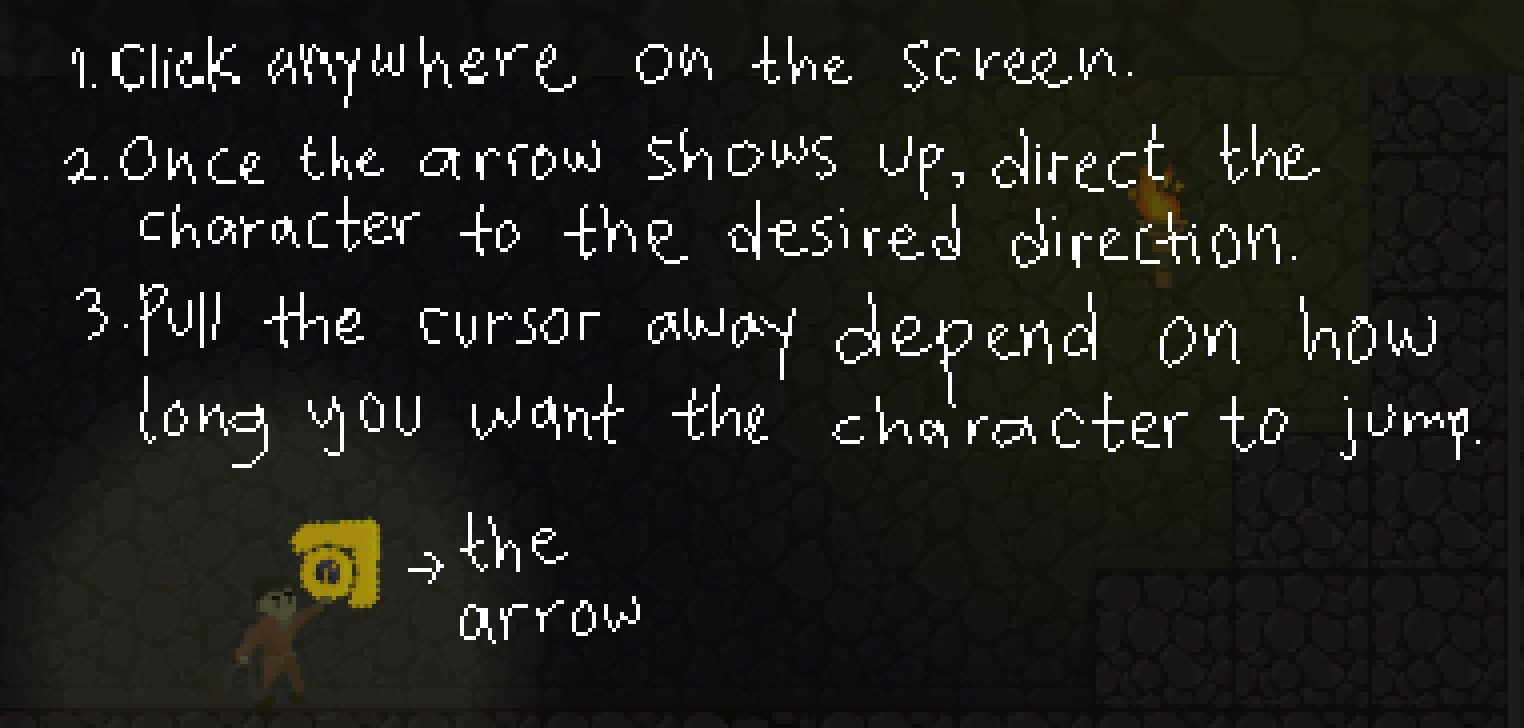 1. Click anywhere on the screen.
2. Once the arrow shows up, direct the
character to the desired direction.
3. Pull the cursor away depend on how
long you want the character to jump.
→ the
arrow